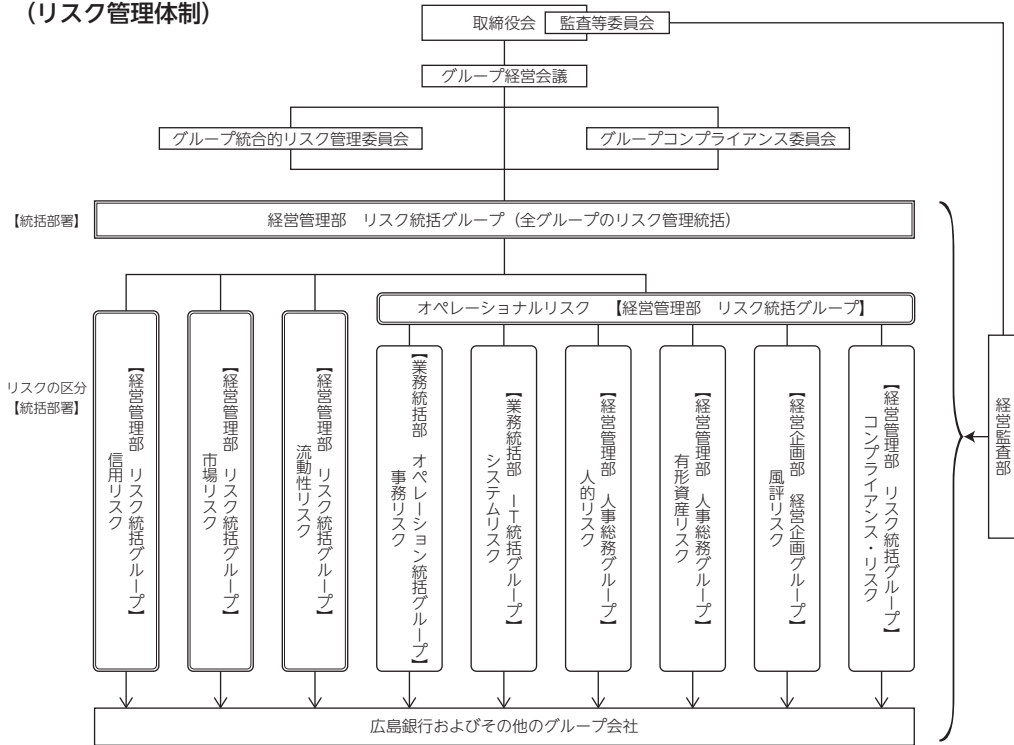 （リスク管理体制）
取締役会
監査等委員会
グループ経営会議
グループ統合的リスク管理委員会
グループコンプライアンス委員会
【統括部署】
経営管理部　リスク統括グループ（全グループのリスク管理統括）
オペレーショナルリスク　【経営管理部　リスク統括グループ】
リスクの区分
【統括部署】
信用リスク
【経営管理部　リスク統括グループ】
市場リスク
【経営管理部　リスク統括グループ】
流動性リスク
【経営管理部　リスク統括グループ】
事務リスク
【業務統括部　オペレーション統括グループ】
システムリスク
【業務統括部　IT統括グループ】
人的リスク
【経営管理部　人事総務グループ】
有形資産リスク
【経営管理部　人事総務グループ】
風評リスク
【経営企画部　経営企画グループ】
コンプライアンス・リスク
【経営管理部　リスク統括グループ】
経営監査部
広島銀行およびその他のグループ会社